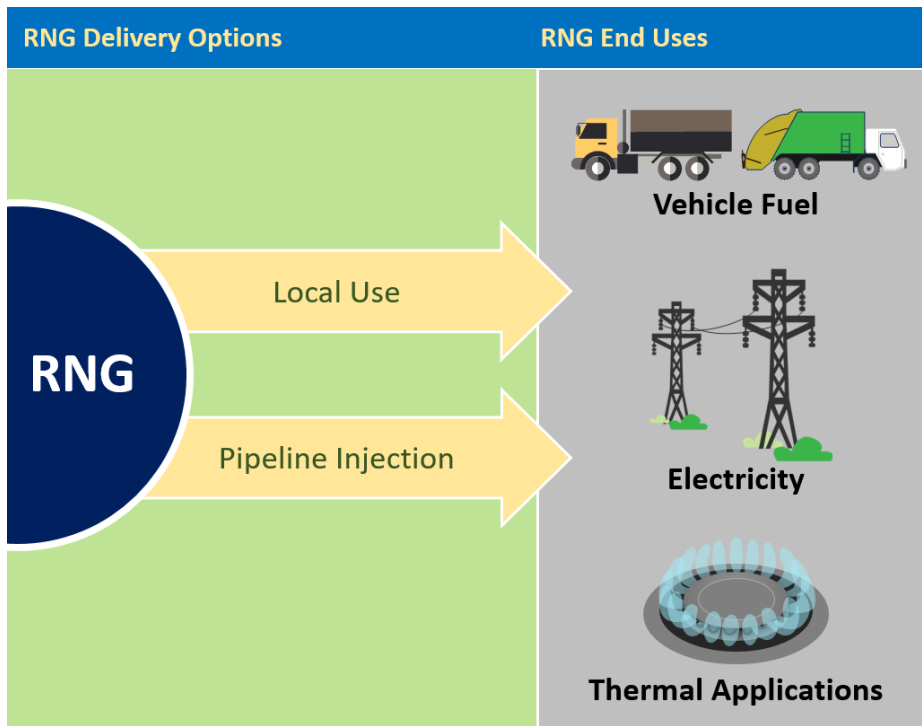 RNG Delivery Options
RNG End Uses
RNG
Local Use
Pipeline Injection
Vehicle Fuel
Electricity
Thermal Applications